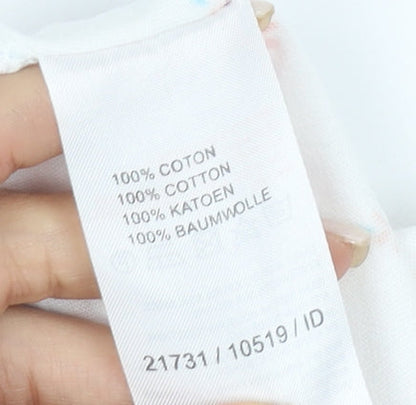 100% COTON
100% COTTON
100% KATOEN
100% BAUMWOLLE
21731 / 10519 / ID